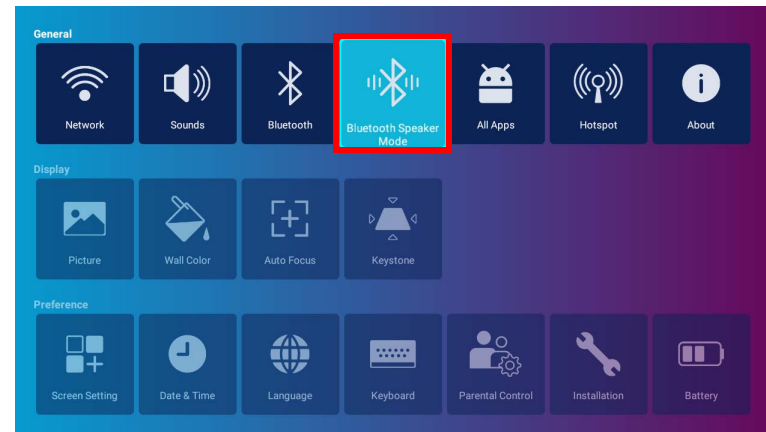 General
Network
Sounds
Bluetooth
Bluetooth Speaker
Mode
All Apps
Hotspot
About
Display
Picture
Wall Color
Auto Focus
Keystone
Preference
Screen Setting
Date & Time
Language
Keyboard
Parental Control
Installation
Battery